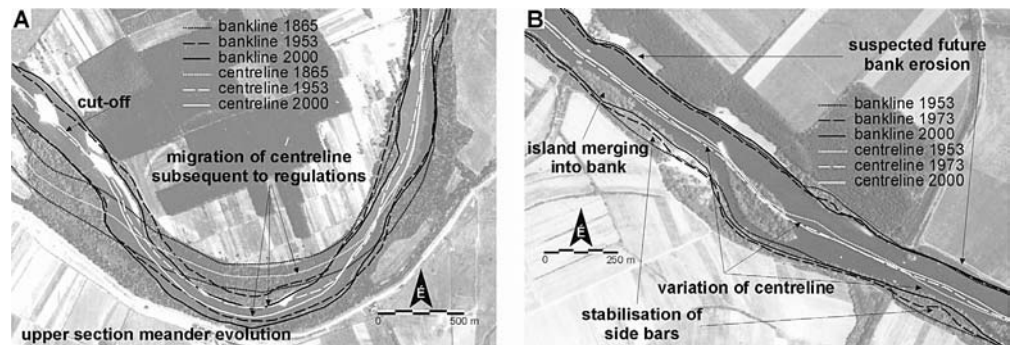 A
bankline 1865
bankline 1953
bankline 2000
centreline 1865
centreline 1953
centreline 2000
cut-off
migration of centreline
subsequent to regulations
É
0 500 m
upper section meander evolution
B
suspected future
bank erosion
bankline 1953
bankline 1973
bankline 2000
centreline 1953
centreline 1973
centreline 2000
island merging
into bank
É
0 250 m
variation of centreline
stabilisation of
side bars